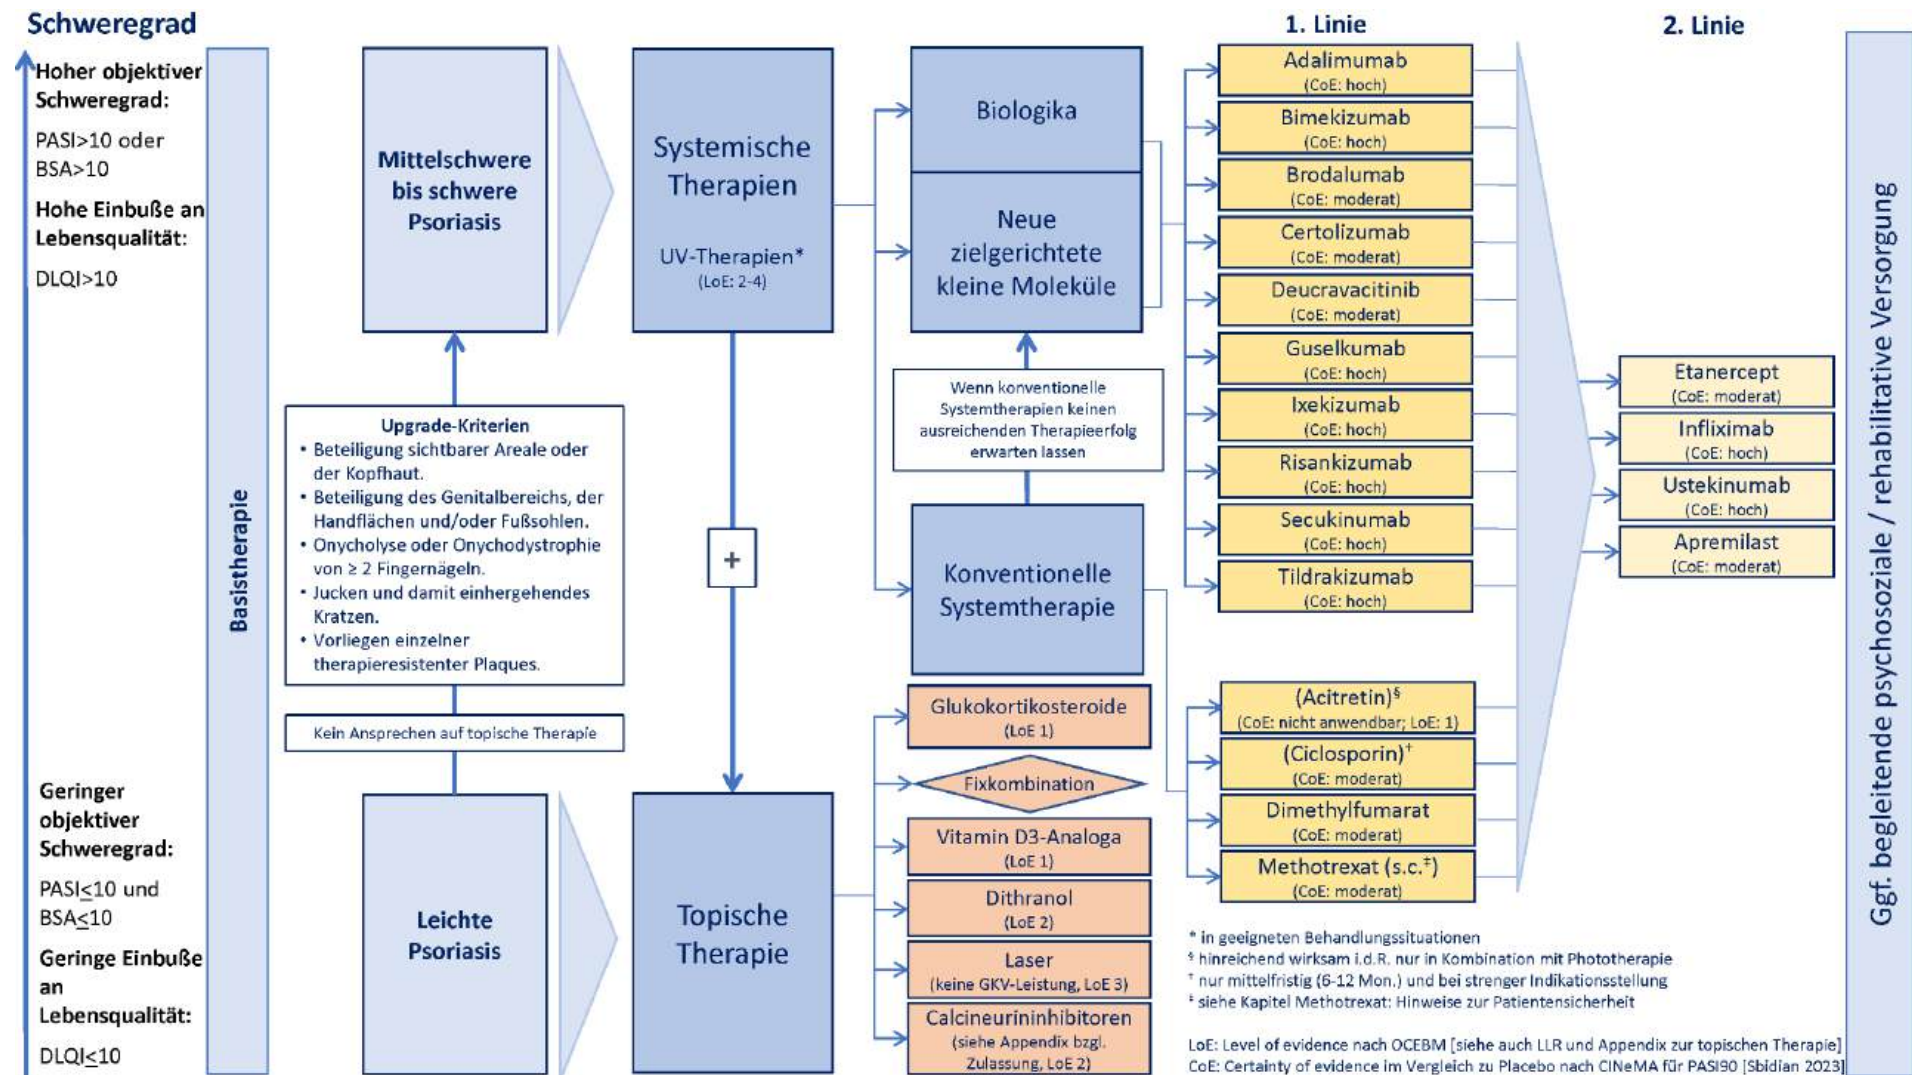 Schweregrad
Hoher objektiver
Schweregrad:
PASI>10 oder
BSA>10
Hohe Einbuße an
Lebensqualität:
DLQI>10
Geringer
objektiver
Schweregrad:
PASI≤10 und
BSA≤10
Geringe Einbuße
an
Lebensqualität:
DLQI≤10
Basistherapie
Mittelschwere
bis schwere
Psoriasis
Upgrade-Kriterien
• Beteiligung sichtbarer Areale oder
der Kopfhaut.
• Beteiligung des Genitalbereichs, der
Handflächen und/oder Fußsohlen.
• Onycholyse oder Onychodystrophie
von ≥ 2 Fingernägeln.
• Jucken und damit einhergehendes
Kratzen.
• Vorliegen einzelner
therapieresistenter Plaques.
Kein Ansprechen auf topische Therapie
Leichte
Psoriasis
Systemische
Therapien
UV-Therapien*
(LoE: 2-4)
+
Topische
Therapie
Biologika
Neue
zielgerichtete
kleine Moleküle
Wenn konventionelle
Systemtherapien keinen
ausreichenden Therapieerfolg
erwarten lassen
Konventionelle
Systemtherapie
Glukokortikosteroide
(LoE 1)
Fixkombination
Vitamin D3-Analoga
(LoE 1)
Dithranol
(LoE 2)
Laser
(keine GKV-Leistung, LoE 3)
Calcineurininhibitoren
(siehe Appendix bzgl.
Zulassung, LoE 2)
1. Linie
Adalimumab
(CoE: hoch)
Bimekizumab
(CoE: hoch)
Brodalumab
(CoE: moderat)
Certolizumab
(CoE: moderat)
Deucravacitinib
(CoE: moderat)
Guselkumab
(CoE: hoch)
Ixekizumab
(CoE: hoch)
Risankizumab
(CoE: hoch)
Secukinumab
(CoE: hoch)
Tildrakizumab
(CoE: hoch)
(Acitretin)§
(CoE: nicht anwendbar; LoE: 1)
(Ciclosporin)†
(CoE: moderat)
Dimethylfumarat
(CoE: moderat)
Methotrexat (s.c.‡)
(CoE: moderat)
2. Linie
Etanercept
(CoE: moderat)
Infliximab
(CoE: hoch)
Ustekinumab
(CoE: hoch)
Apremilast
(CoE: moderat)
Ggf. begleitende psychosoziale / rehabilitative Versorgung
* in geeigneten Behandlungssituationen
§ hinreichend wirksam i.d.R. nur in Kombination mit Phototherapie
† nur mittelfristig (6-12 Mon.) und bei strenger Indikationsstellung
‡ siehe Kapitel Methotrexat: Hinweise zur Patientensicherheit
LoE: Level of evidence nach OCEBM [siehe auch LLR und Appendix zur topischen Therapie]
CoE: Certainty of evidence im Vergleich zu Placebo nach CINeMA für PASI90 [Sbidian 2023]